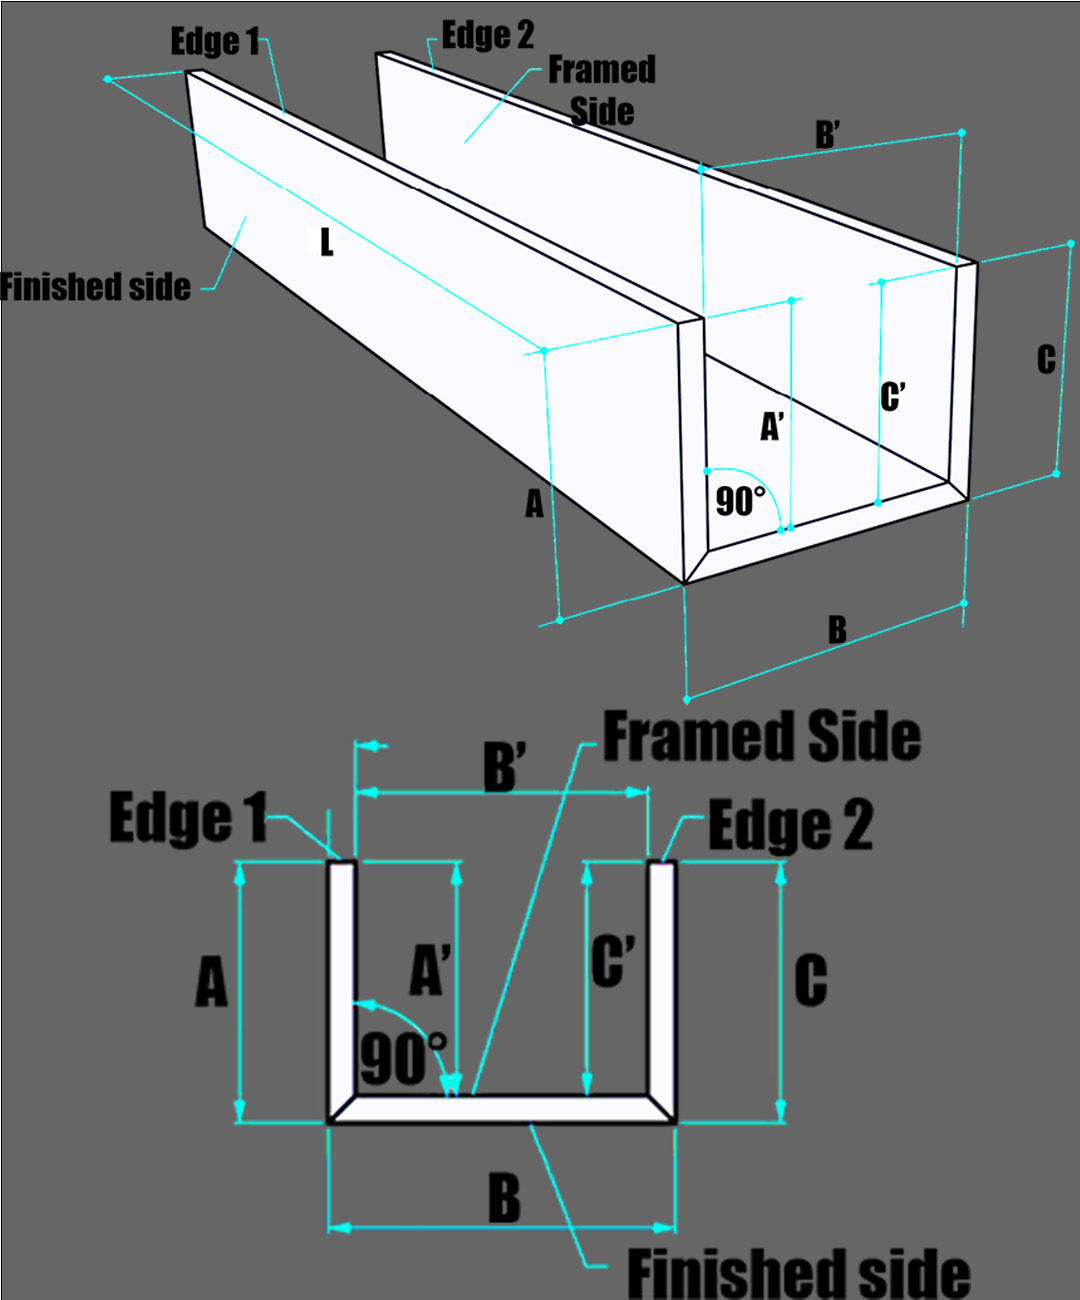 Edge 1
Edge 2
Framed
Side
B’
L
Finished side
C
C’
A’
A
90°
B
Framed Side
B’
Edge 1
Edge 2
A
A’
C’
C
90°
B
Finished side